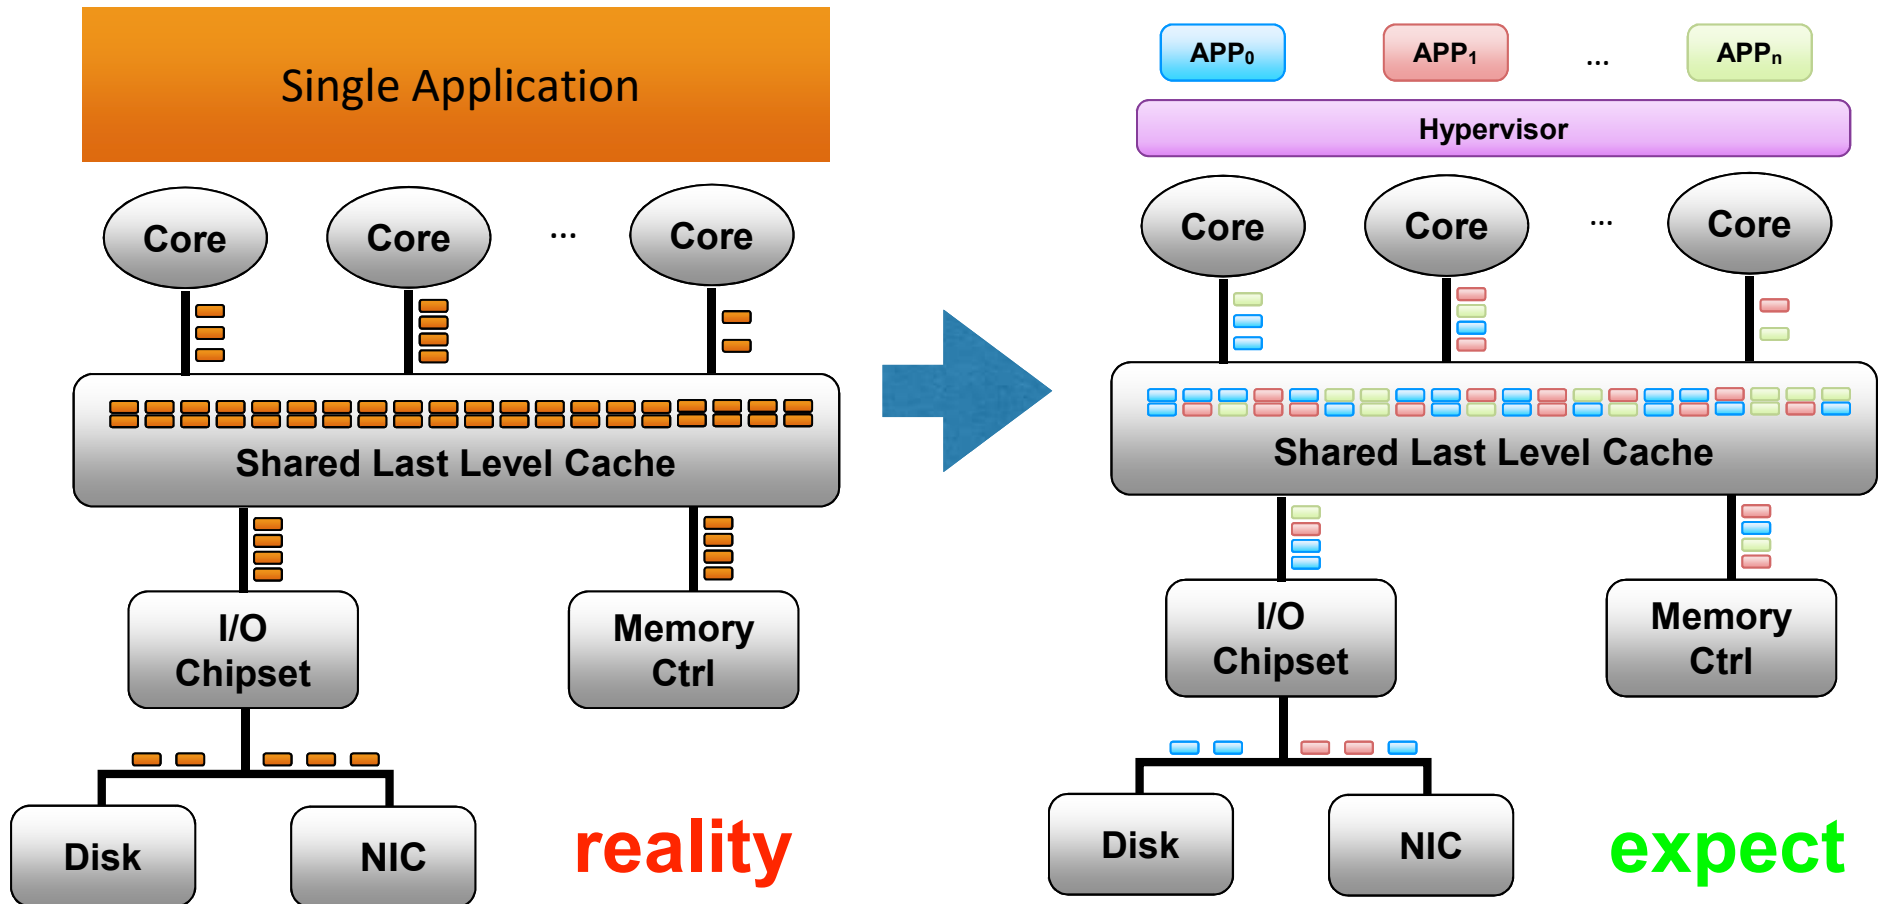 Single Application
Core
Core
...
Core
Shared Last Level Cache
I/O
Chipset
Memory
Ctrl
Disk
NIC
reality
APP0
APP1
...
APPn
Hypervisor
Core
Core
...
Core
Shared Last Level Cache
I/O
Chipset
Memory
Ctrl
Disk
NIC
expect